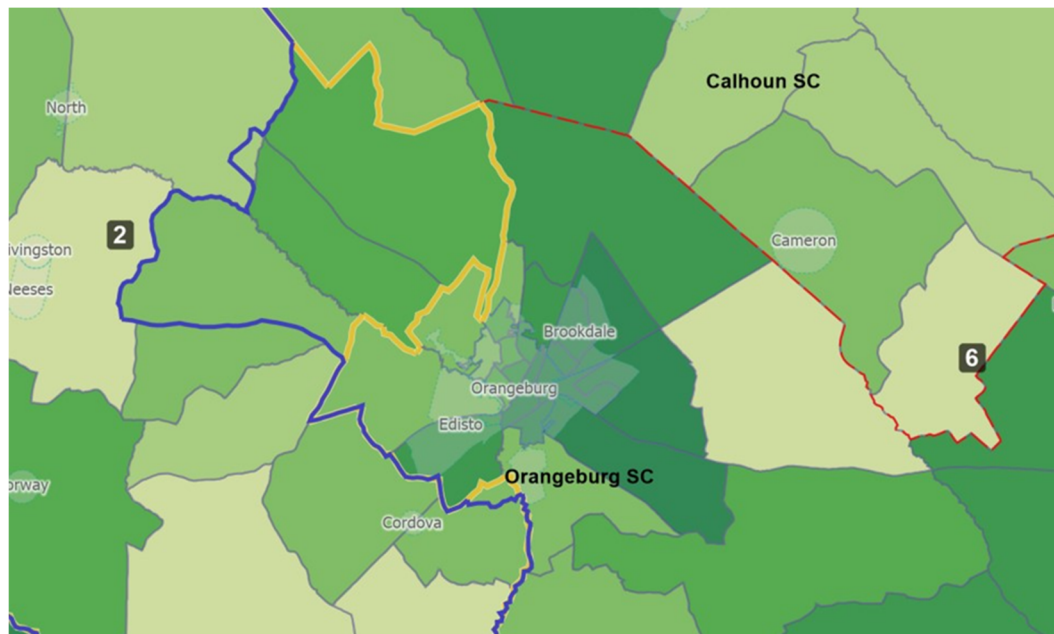 Calhoun SC
North
2
ivingston
Cameron
Neeses
Brookdale
6
Orangeburg
Edisto
Orangeburg SC
orway
Cordova